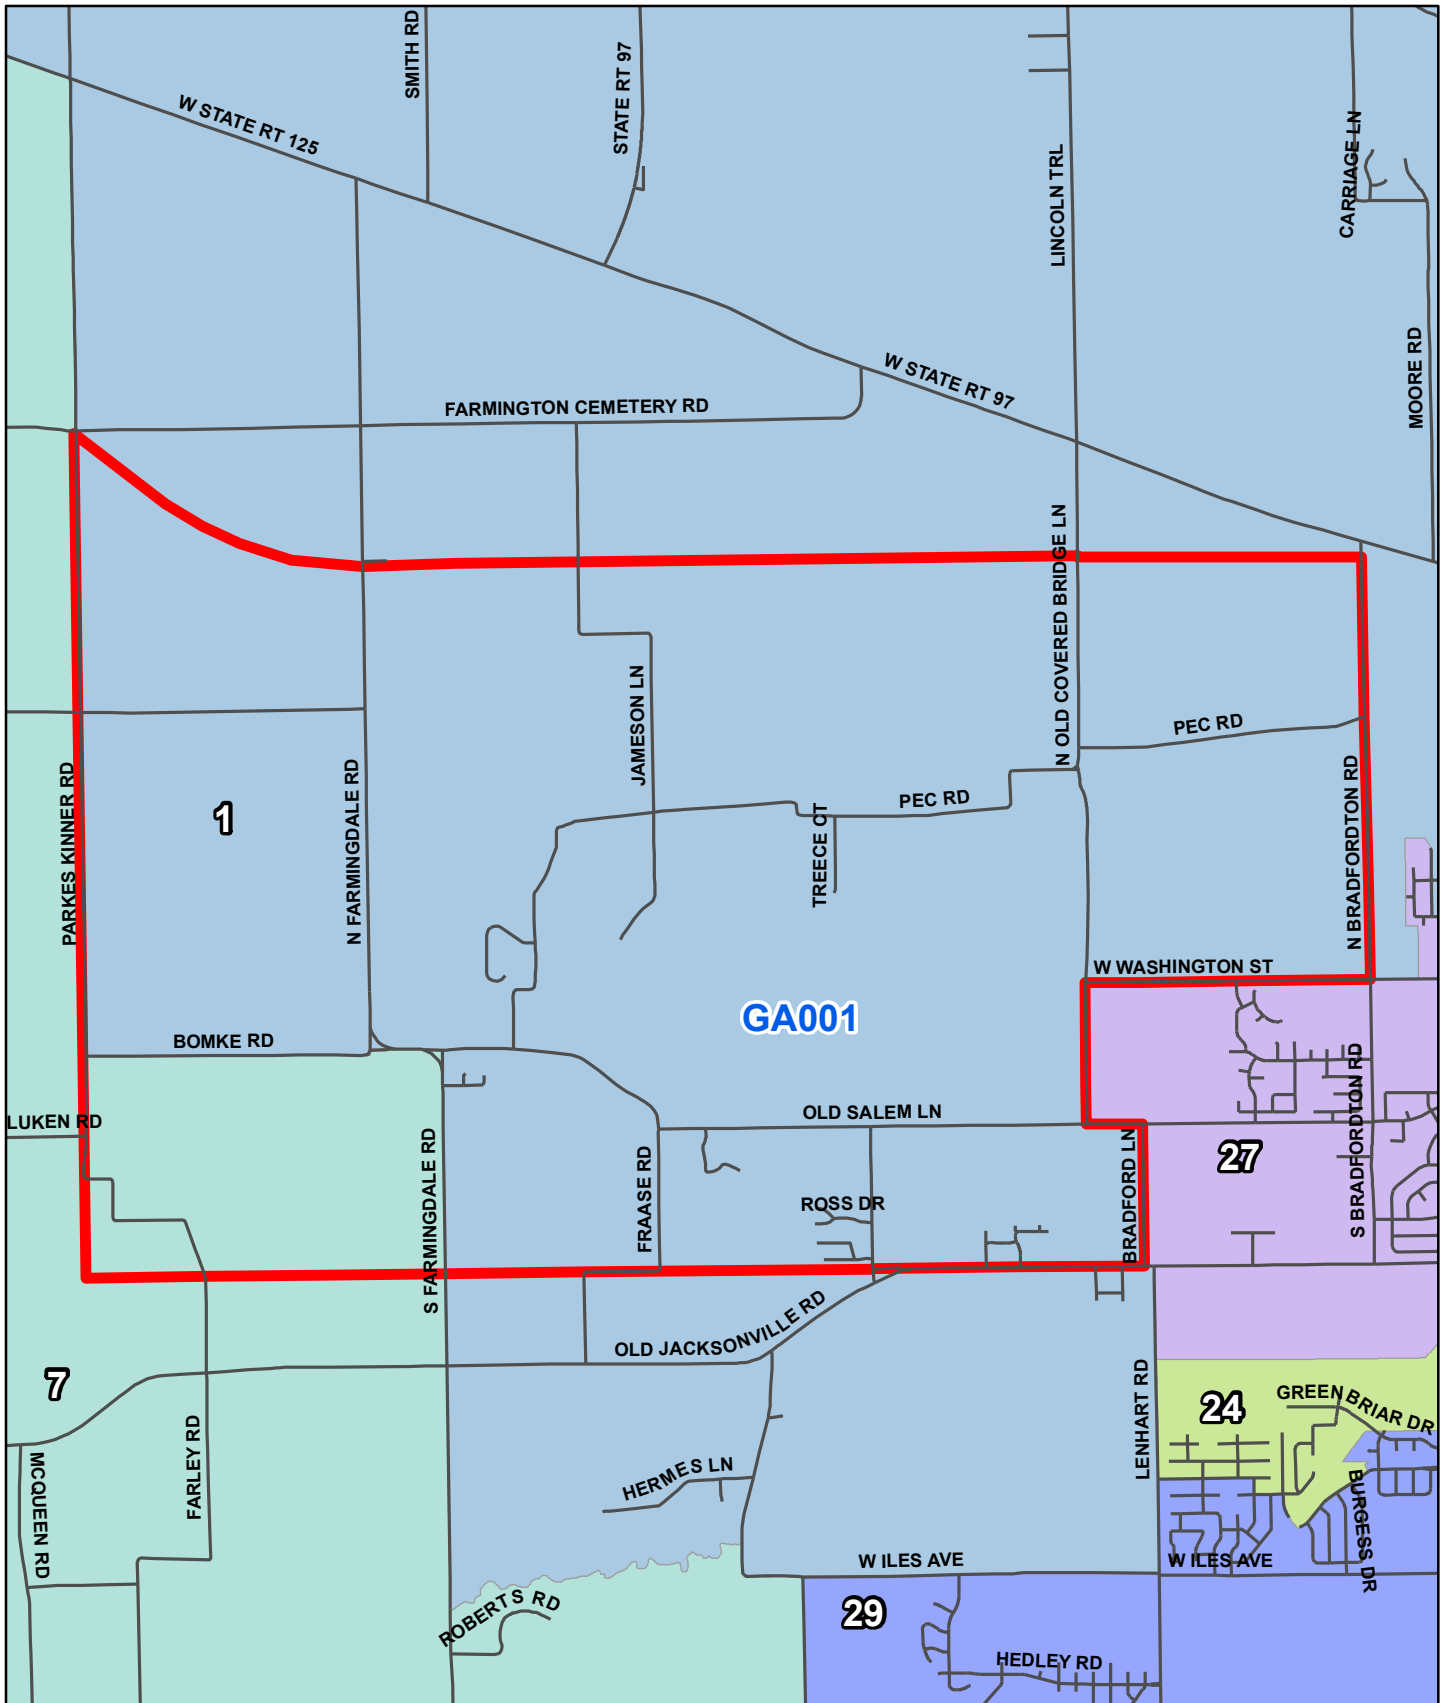 SMITH RD
STATE RT 97
W STATE RT 125
CARRIAGE LN
LINCOLN TRL
MOORE RD
W STATE RT 97
FARMINGTON CEMETERY RD
N OLD COVERED BRIDGE LN
JAMESON LN
PEC RD
PARKES KINNER RD
1
N FARMINGDALE RD
PEC RD
TREECE CT
N BRADFORDTON RD
W WASHINGTON ST
GA001
BOMKE RD
LUKEN RD
OLD SALEM LN
S FARMINGDALE RD
FRAASE RD
BRADFORD LN
27
S BRADFORDTON RD
ROSS DR
OLD JACKSONVILLE RD
7
LENHART RD
24
GREEN BRIAR DR
FARLEY RD
MCQUEEN RD
HERMES LN
BURGESS DR
W ILES AVE
W ILES AVE
ROBERTS RD
29
HEDLEY RD